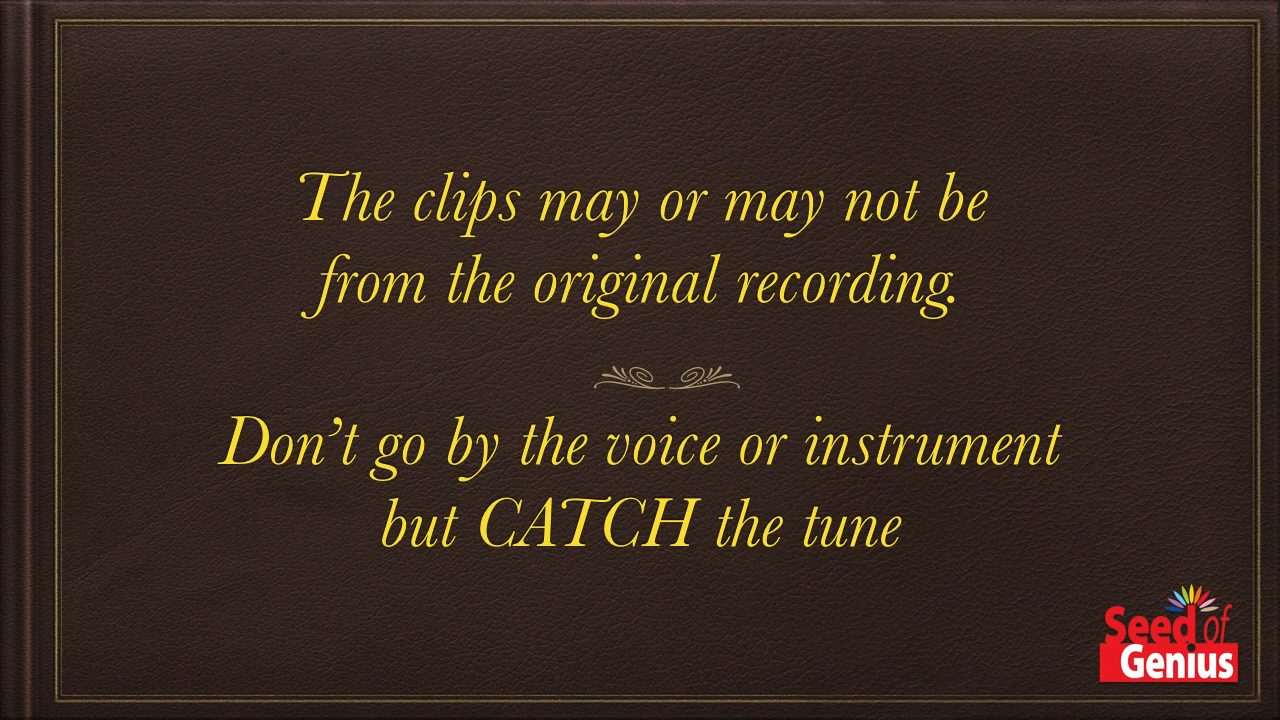 The clips may or may not be
from the original recording.
Don't go by the voice or instrument
but CATCH the tune
Seed of
Genius